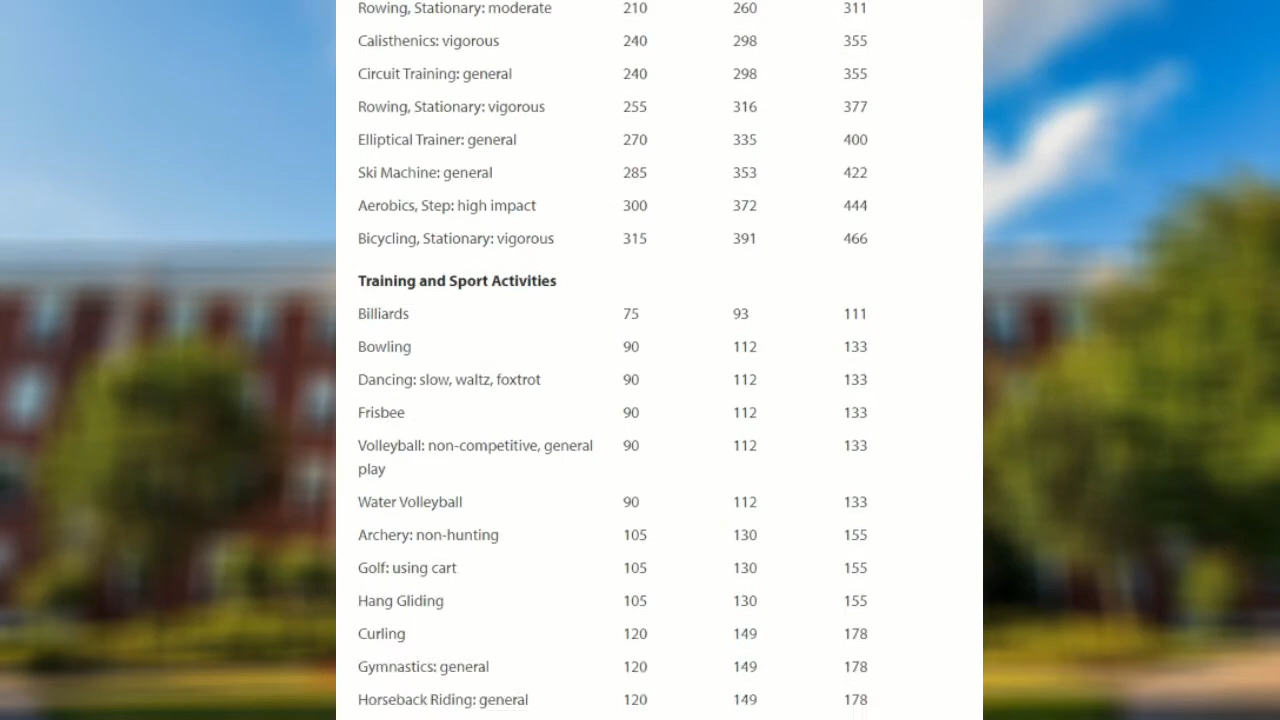 Rowing, Stationary: moderate 210 260 311
Calisthenics: vigorous 240 298 355
Circuit Training: general 240 298 355
Rowing, Stationary: vigorous 255 316 377
Elliptical Trainer: general 270 335 400
Ski Machine: general 285 353 422
Aerobics, Step: high impact 300 372 444
Bicycling, Stationary: vigorous 315 391 466
Training and Sport Activities
Billiards 75 93 111
Bowling 90 112 133
Dancing: slow, waltz, foxtrot 90 112 133
Frisbee 90 112 133
Volleyball: non-competitive, general 90 112 133
play
Water Volleyball 90 112 133
Archery: non-hunting 105 130 155
Golf: using cart 105 130 155
Hang Gliding 105 130 155
Curling 120 149 178
Gymnastics: general 120 149 178
Horseback Riding: general 120 149 178